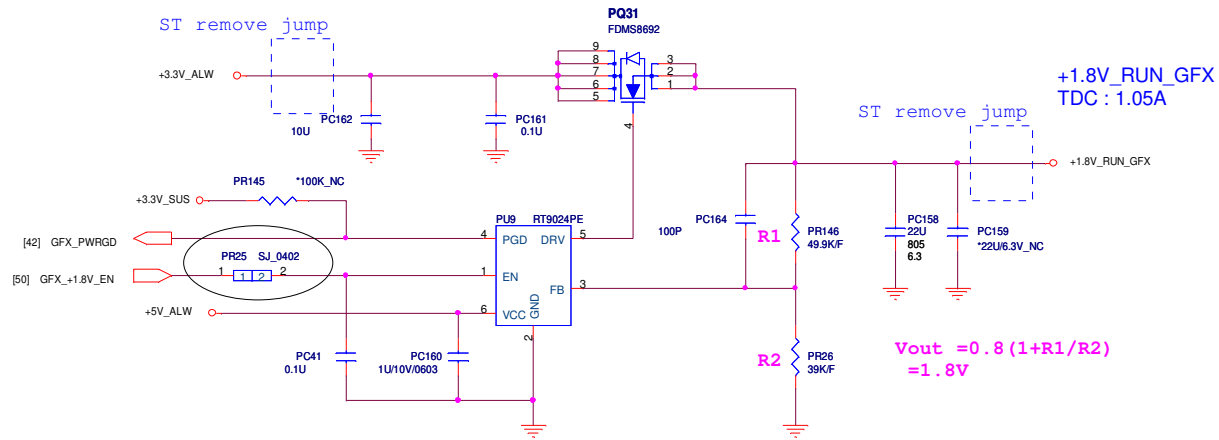 ST remove jump
PQ31
FDMS8692
9
8
7
6
5
3
2
1
4
+3.3V_ALW
10U
PC162
PC161
0.1U
+1.8V_RUN_GFX
TDC : 1.05A
ST remove jump
+1.8V_RUN_GFX
PR145 *100K_NC
+3.3V_SUS
[42] GFX_PWRGD
PU9 RT9024PE
4 PGD DRV 5
PR25 SJ_0402
[50] GFX_+1.8V_EN
1 1 2 2
1 EN
FB 3
+5V_ALW
6 VCC
GND
2
100P
PC164
R1
PR146
49.9K/F
PC158
22U
805
6.3
PC159
*22U/6.3V_NC
PC41
0.1U
PC160
1U/10V/0603
R2
PR26
39K/F
Vout =0.8(1+R1/R2)
=1.8V